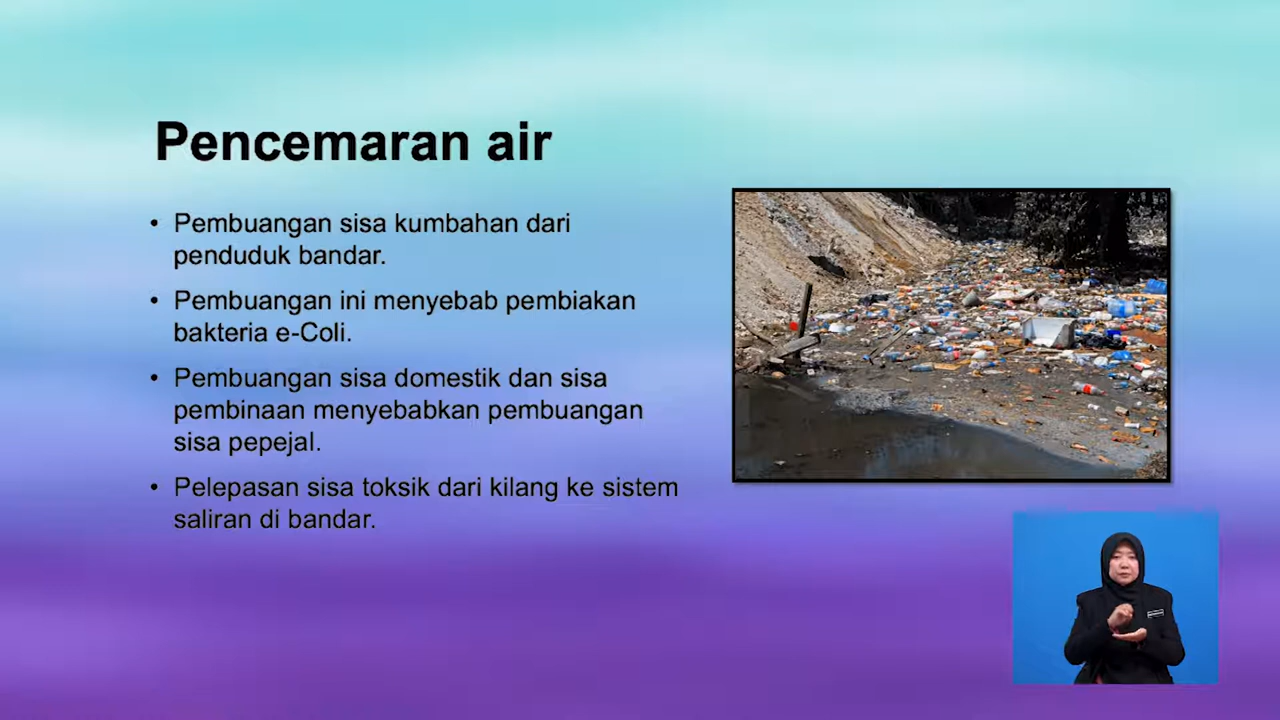 Pencemaran air
• Pembuangan sisa kumbahan dari
penduduk bandar.
• Pembuangan ini menyebab pembiakan
bakteria e-Coli.
• Pembuangan sisa domestik dan sisa
pembinaan menyebabkan pembuangan
sisa pepejal.
• Pelepasan sisa toksik dari kilang ke sistem
saliran di bandar.